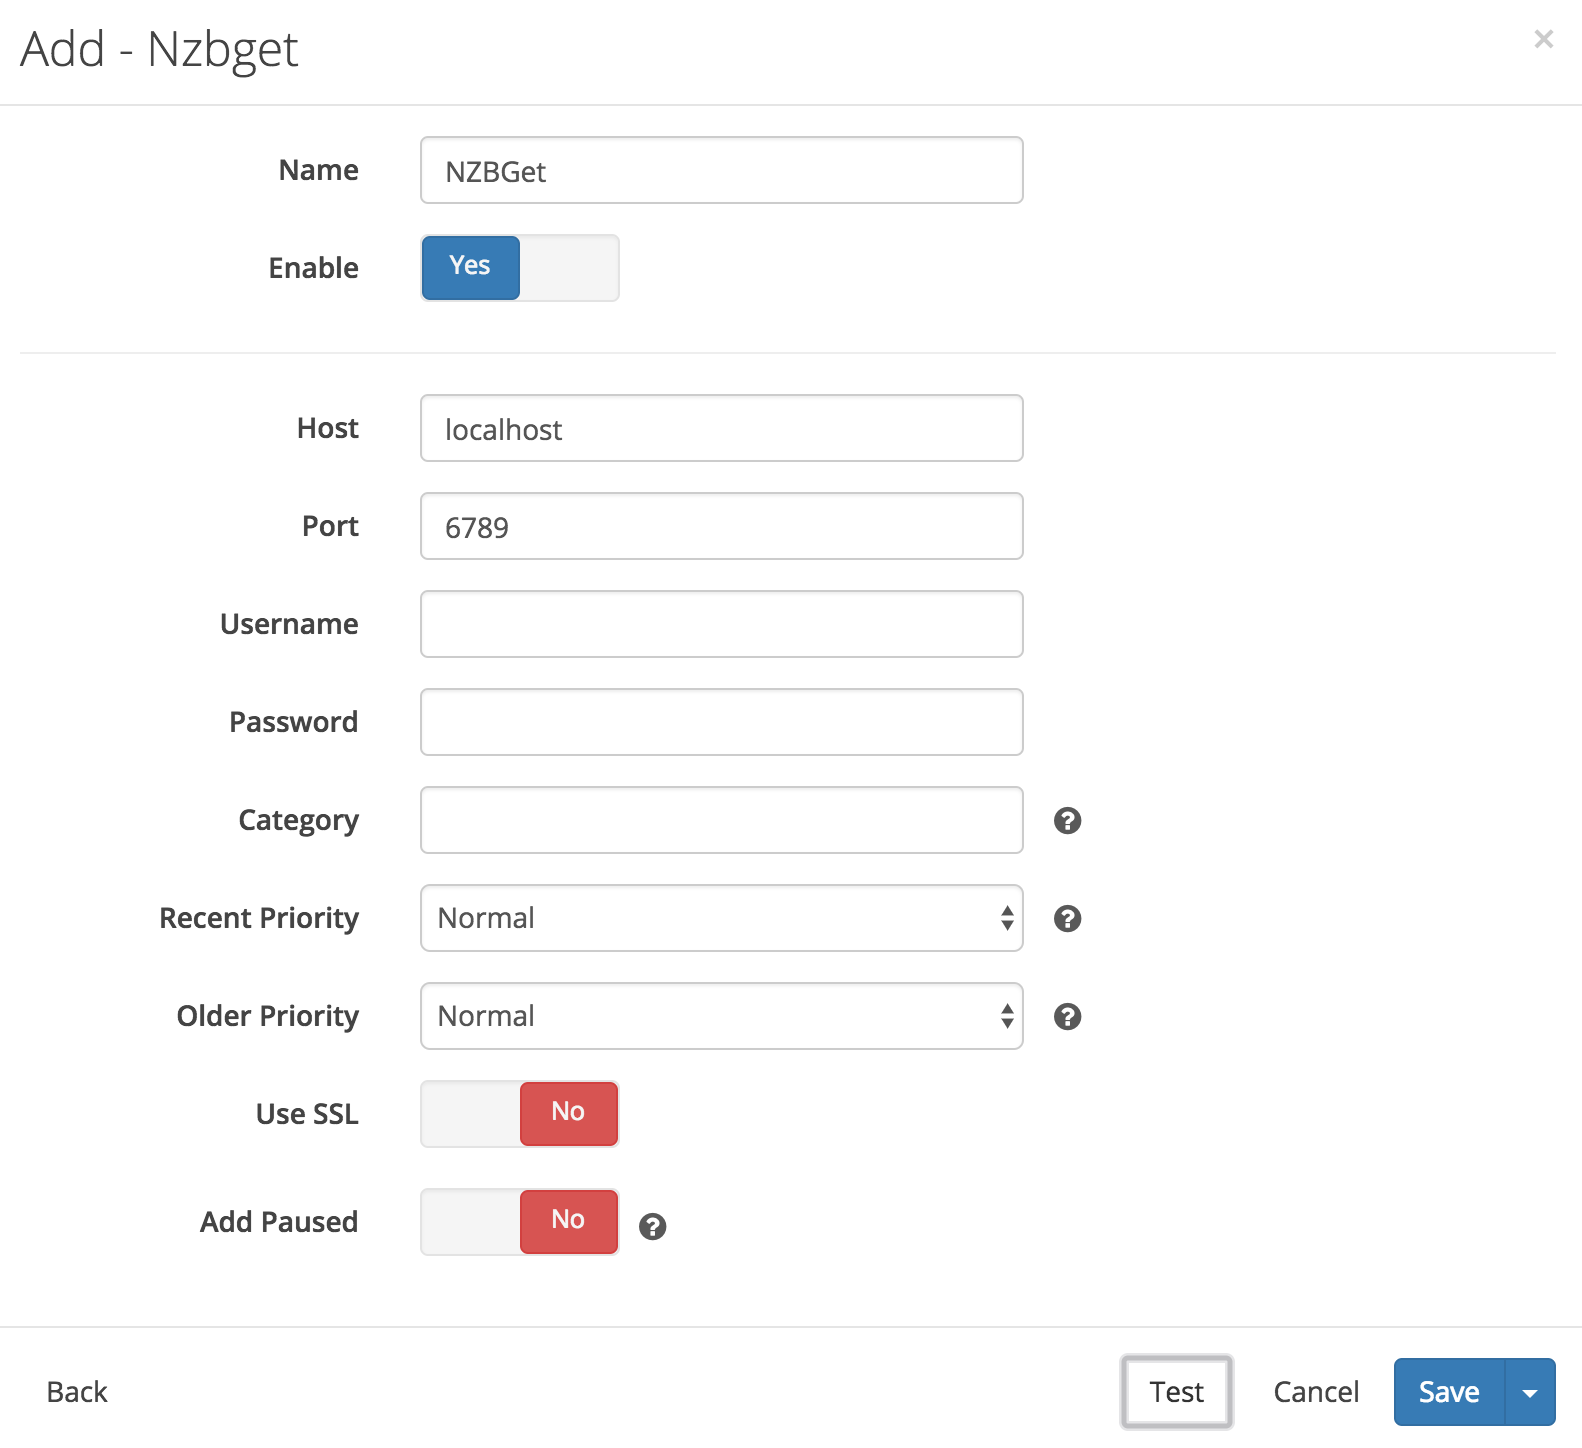 Add - Nzbget
×
Name
NZBGet
Enable
Yes
Host
localhost
Port
6789
Username
Password
Category
?
Recent Priority
Normal
?
Older Priority
Normal
?
Use SSL
No
Add Paused
No
?
Back
Test
Cancel
Save